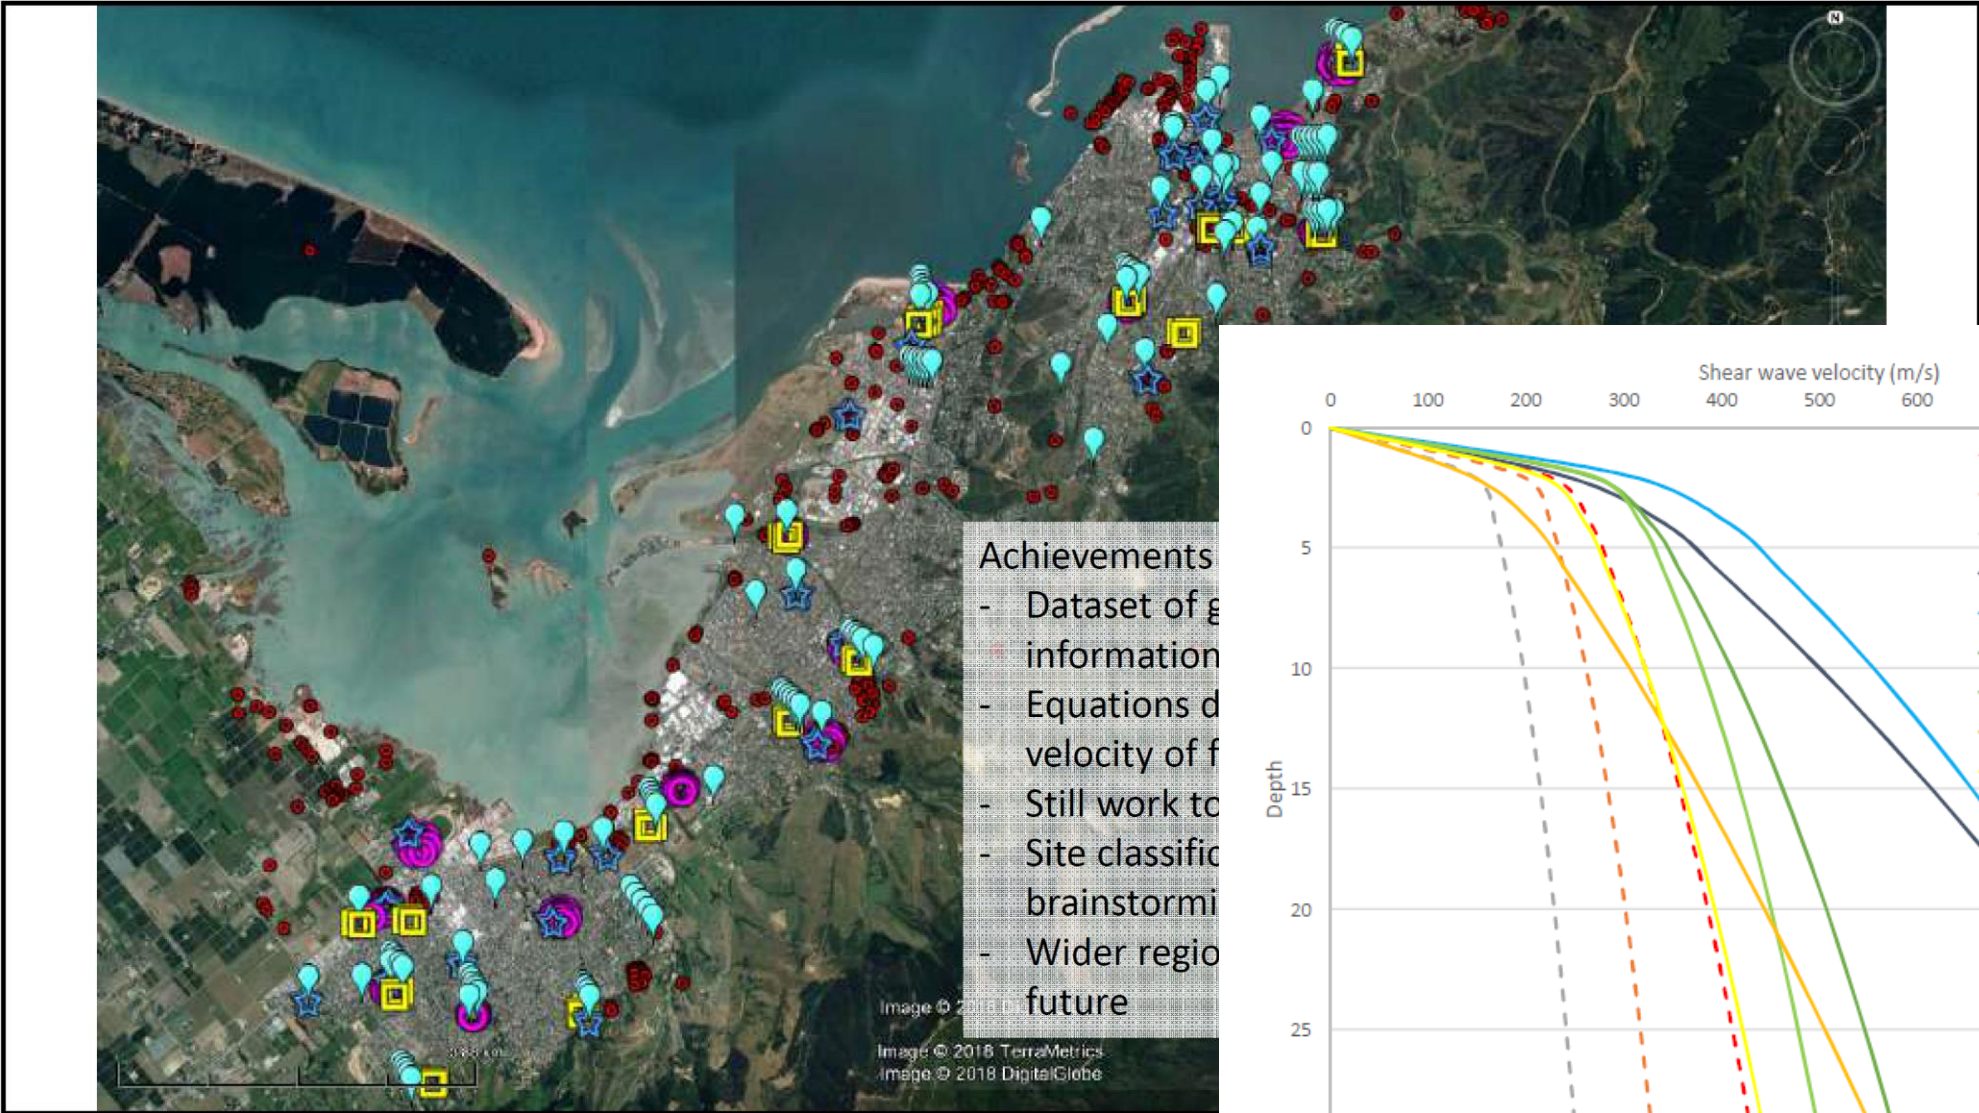 N
Achievements
- Dataset of g
information
- Equations d
velocity of f
- Still work to
- Site classific
brainstormi
- Wider regio
future
Image © 2018 D
Image © 2018 TerraMetrics
Image © 2018 DigitalGlobe
Shear wave velocity (m/s)
0 100 200 300 400 500 600
0
5
10
15
20
25
Depth